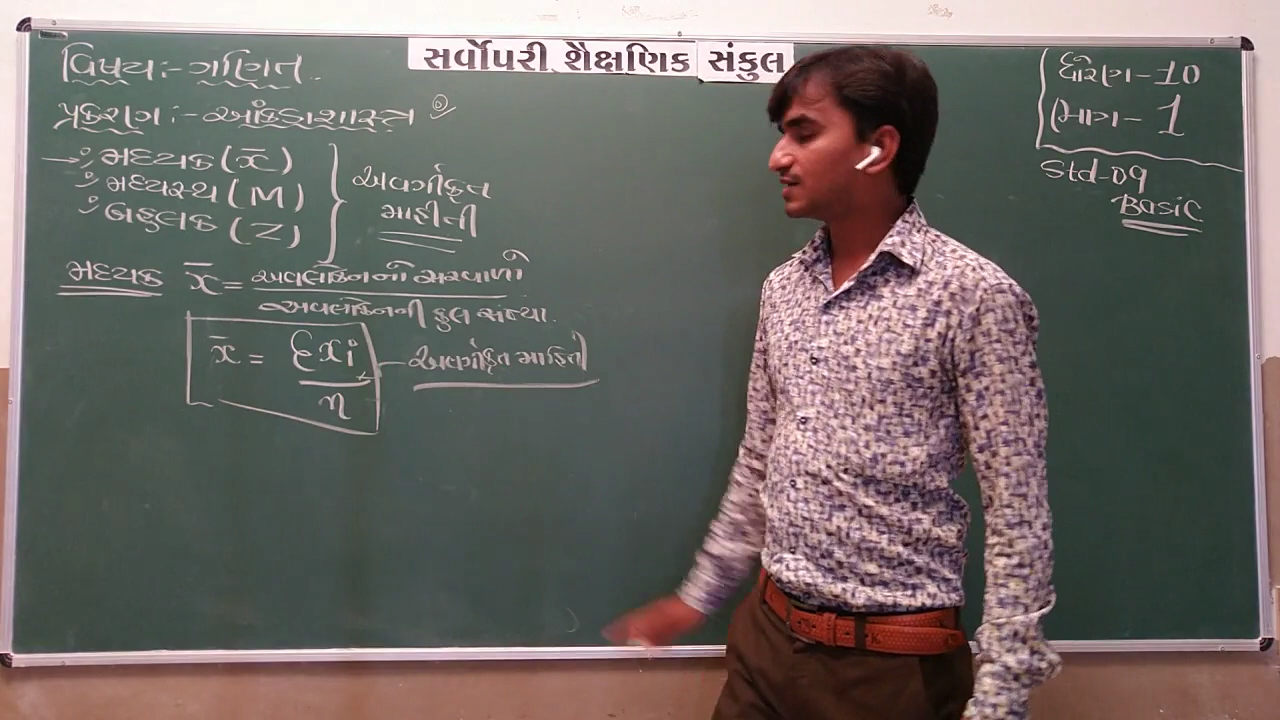 સર્વોપરી શૈક્ષણિક સંકુલ
વિષય:- ગણિત
પ્રકરણ:- આંકડાશાસ્ત્ર
મધ્યક (x̄)
મધ્યસ્થ (M)
બહુલક (Z)
અવર્ગીકૃત
માહીતી
મધ્યક x̄ = અવલોકનનો સરવાળો
અવલોકનની કુલ સંખ્યા.
x̄ = Σxi
n
અવર્ગીકૃત માહિતી
ધોરણ - 10
ભાગ - 1
Std-09
Basic